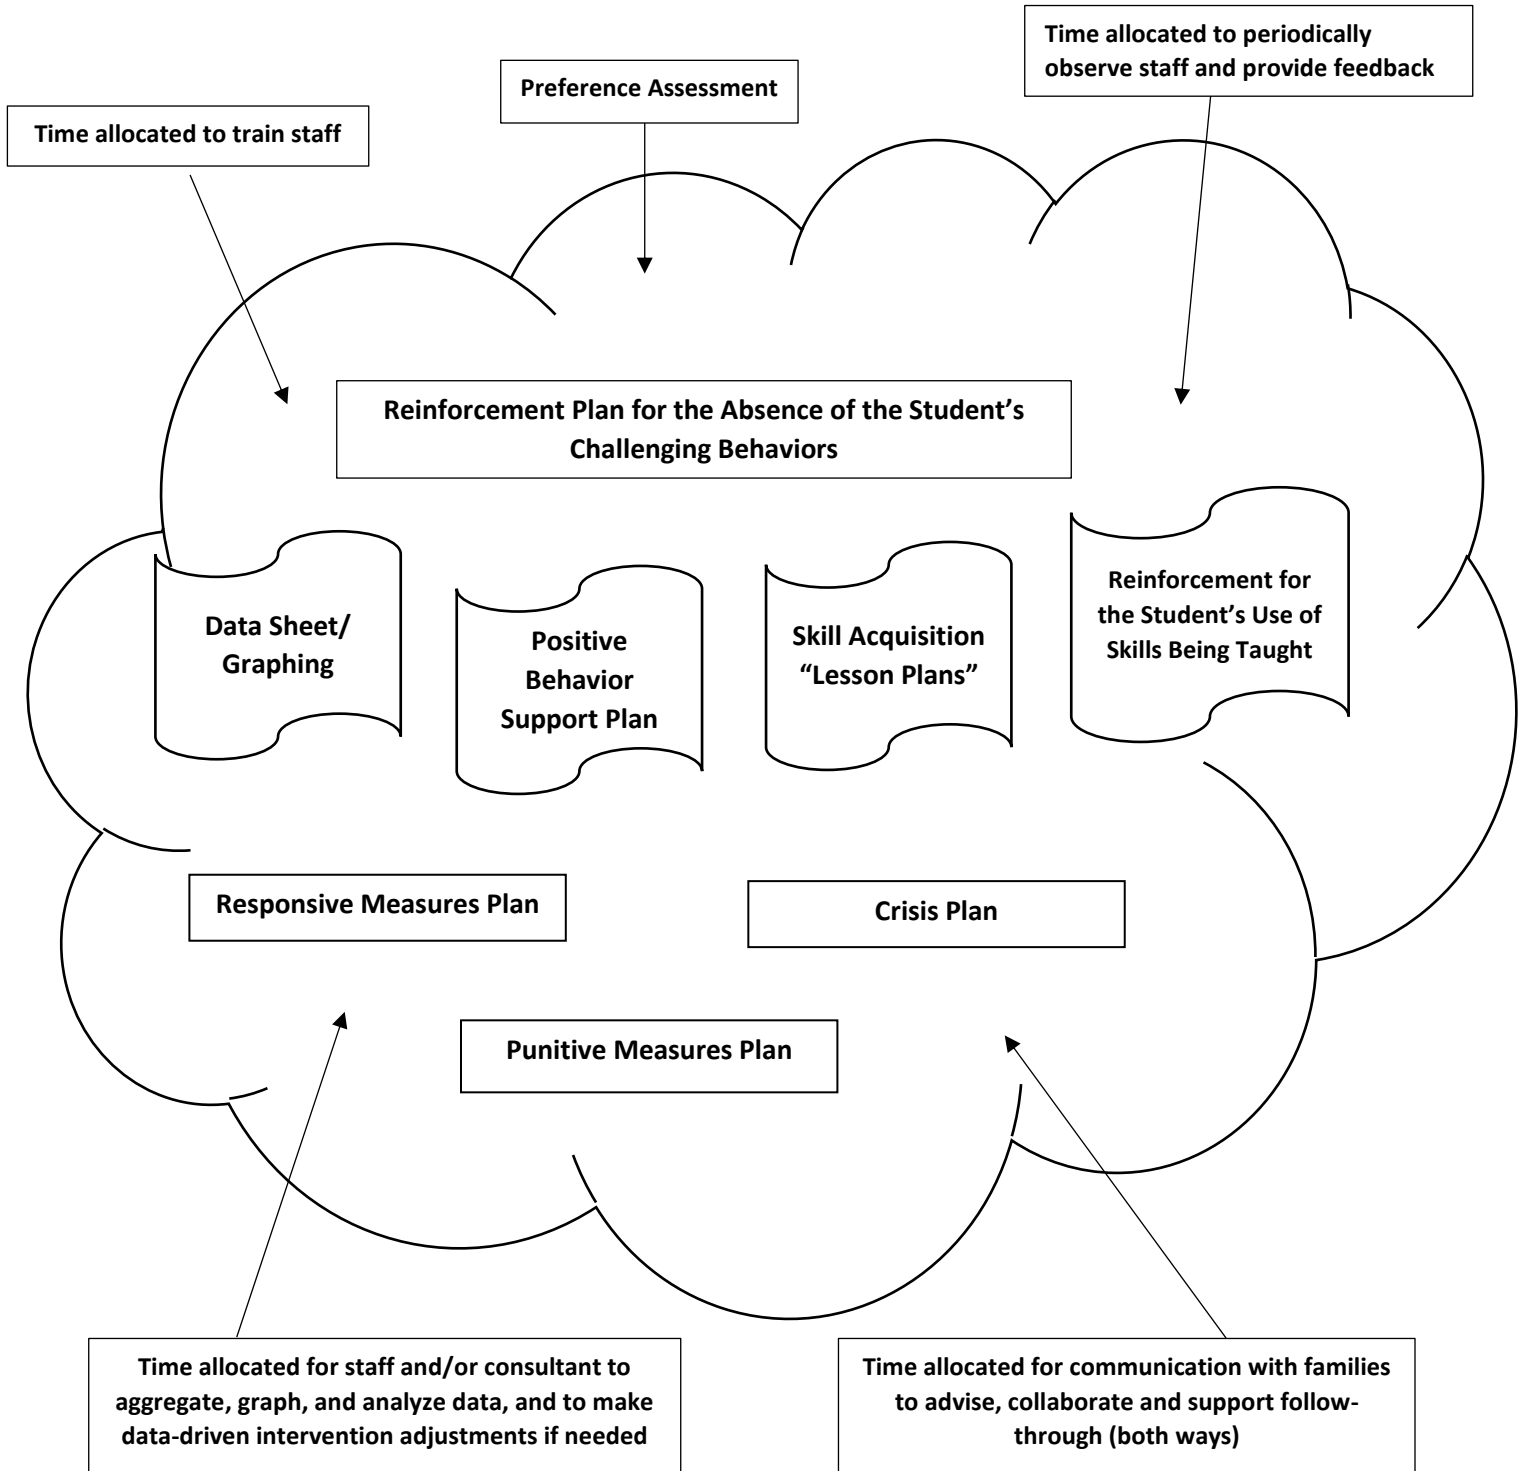 Time allocated to periodically
observe staff and provide feedback
Preference Assessment
Time allocated to train staff
Reinforcement Plan for the Absence of the Student’s
Challenging Behaviors
Data Sheet/
Graphing
Positive
Behavior
Support Plan
Skill Acquisition
“Lesson Plans”
Reinforcement for
the Student’s Use of
Skills Being Taught
Responsive Measures Plan
Crisis Plan
Punitive Measures Plan
Time allocated for staff and/or consultant to
aggregate, graph, and analyze data, and to make
data-driven intervention adjustments if needed
Time allocated for communication with families
to advise, collaborate and support follow-
through (both ways)